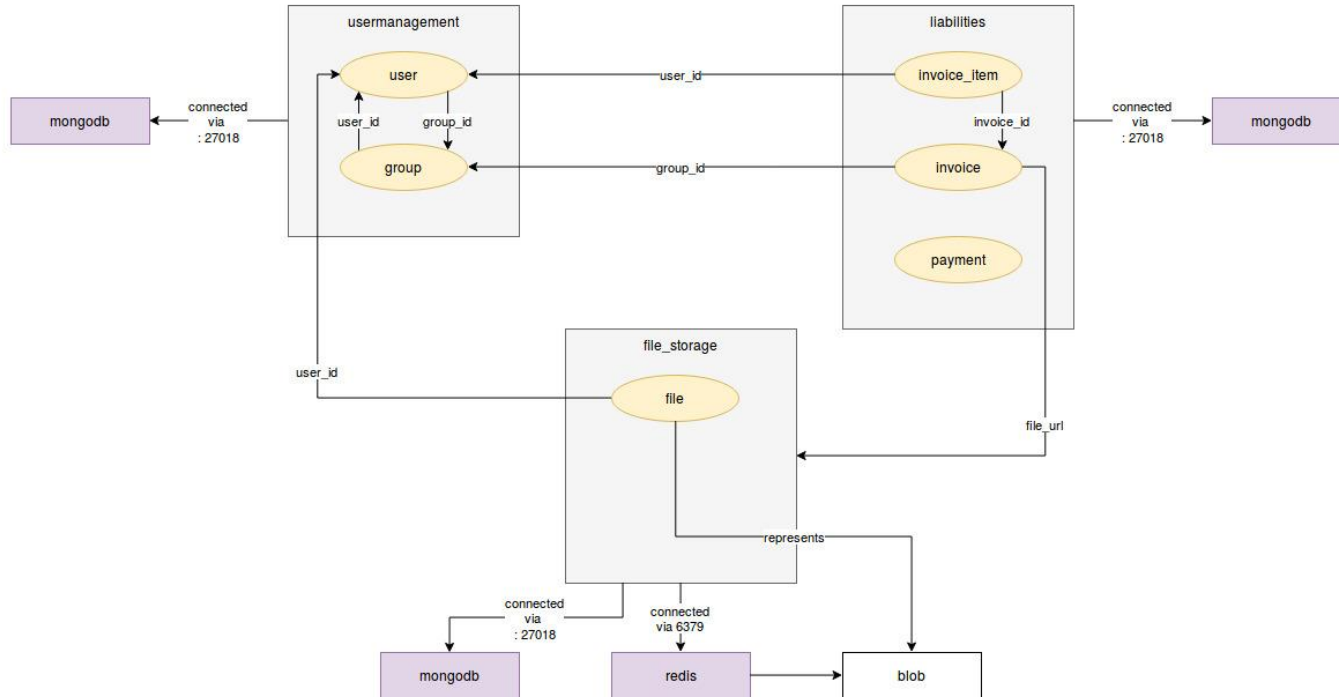 usermanagement
liabilities
user
user_id
invoice_item
mongodb
connected
via
: 27018
user_id
group_id
invoice_id
connected
via
: 27018
mongodb
group
group_id
invoice
payment
file_storage
user_id
file
file_url
represents
connected
via
: 27018
connected
via 6379
mongodb
redis
blob